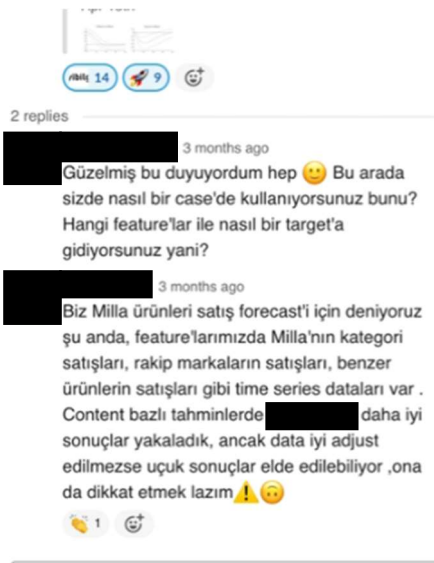 14 9
2 replies
3 months ago
Güzelmiş bu duyuyordum hep 🙂 Bu arada
sizde nasıl bir case'de kullanıyorsunuz bunu?
Hangi feature'lar ile nasıl bir target'a
gidiyorsunuz yani?
3 months ago
Biz Milla ürünleri satış forecast'i için deniyoruz
şu anda, feature'larımızda Milla'nın kategori
satışları, rakip markaların satışları, benzer
ürünlerin satışları gibi time series dataları var .
Content bazlı tahminlerde daha iyi
sonuçlar yakaladık, ancak data iyi adjust
edilmezse uçuk sonuçlar elde edilebiliyor ,ona
da dikkat etmek lazım ⚠️ 🙃
1